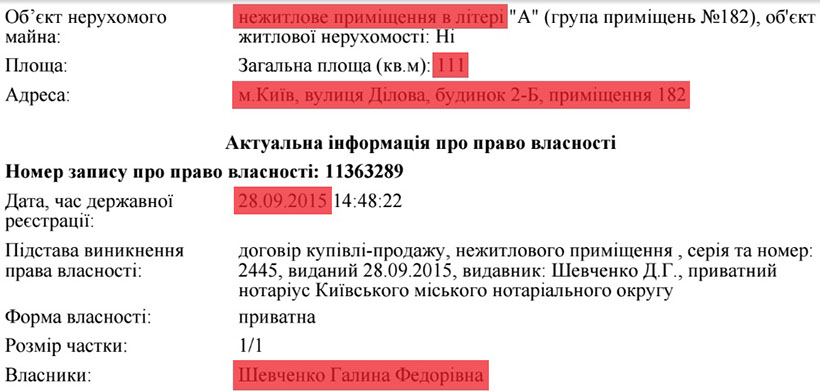 Об’єкт нерухомого нежитлове приміщення в літері "А" (група приміщень №182), об'єкт
майна: житлової нерухомості: Ні
Площа: Загальна площа (кв.м): 111
Адреса: м.Київ, вулиця Ділова, будинок 2-Б, приміщення 182
Актуальна інформація про право власності
Номер запису про право власності: 11363289
Дата, час державної 28.09.2015 14:48:22
реєстрації:
Підстава виникнення договір купівлі-продажу, нежитлового приміщення , серія та номер:
права власності: 2445, виданий 28.09.2015, видавник: Шевченко Д.Г., приватний
нотаріус Київського міського нотаріального округу
Форма власності: приватна
Розмір частки: 1/1
Власники: Шевченко Галина Федорівна